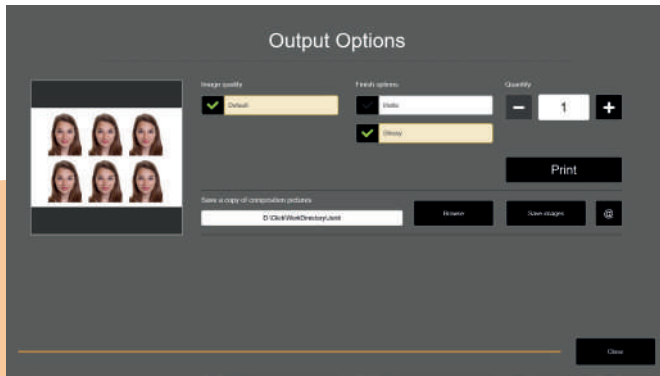 Output Options
Image quality
Finish options
Quantity
Default
Matte
1
Glossy
Print
Save a copy of composition pictures
Browse
Save images
@
Close